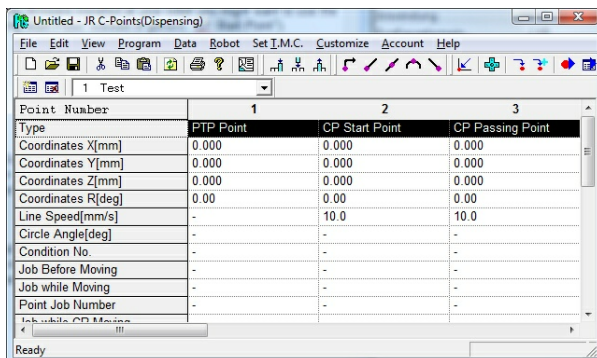 Untitled - JR C-Points(Dispensing)
File Edit View Program Data Robot Set T.M.C. Customize Account Help
1 Test
Point Number 1 2 3
Type PTP Point CP Start Point CP Passing Point
Coordinates X[mm] 0.000 0.000 0.000
Coordinates Y[mm] 0.000 0.000 0.000
Coordinates Z[mm] 0.000 0.000 0.000
Coordinates R[deg] 0.00 0.00 0.00
Line Speed[mm/s] - 10.0 10.0
Circle Angle[deg] - - -
Condition No. - - -
Job Before Moving - - -
Job while Moving - - -
Point Job Number - - -
Job while CP Moving
Ready